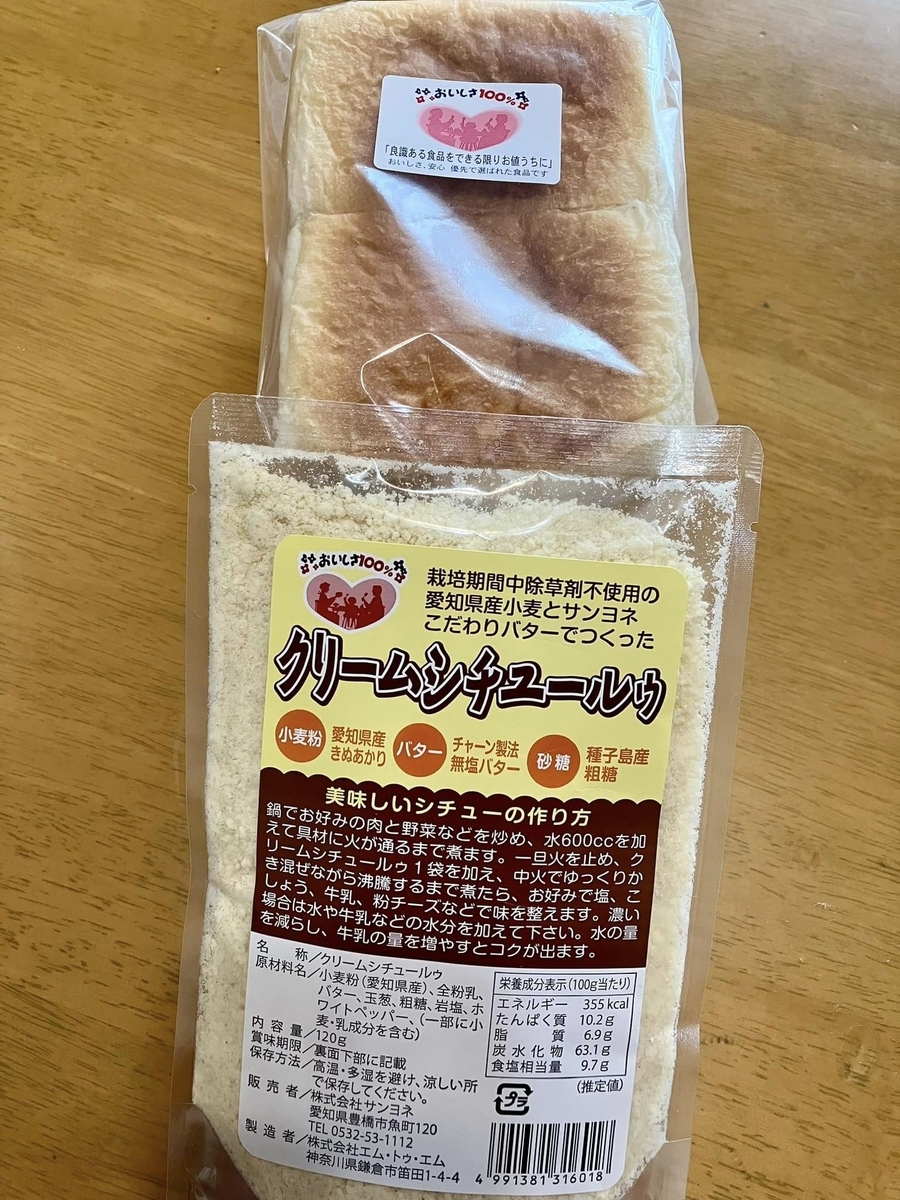 おいしさ100%
「良識ある食品をできる限りお値うちに」
おいしさ、安心 優先で選ばれた食品です
おいしさ100%
栽培期間中除草剤不使用の
愛知県産小麦とサンヨネ
こだわりバターでつくった
クリームシチュールゥ
小麦粉 愛知県産
きぬあかり
バター チャーン製法
無塩バター
砂糖 種子島産
粗糖
美味しいシチューの作り方
鍋でお好みの肉と野菜などを炒め、水600ccを加
えて具材に火が通るまで煮ます。一旦火を止め、ク
リームシチュールゥ1袋を加え、中火でゆっくりか
き混ぜながら沸騰するまで煮たら、お好みで塩、こ
しょう、牛乳、粉チーズなどで味を整えます。濃い
場合は水や牛乳などの水分を加えて下さい。水の量
を減らし、牛乳の量を増やすとコクが出ます。
名称/クリームシチュールゥ
原材料名/小麦粉(愛知県産)、全粉乳、
バター、玉葱、粗糖、岩塩、ホ
ワイトペッパー、(一部に小
麦・乳成分を含む)
内容量/120g
賞味期限/裏面下部に記載
保存方法/高温・多湿を避け、涼しい所
で保存してください。
販売者/株式会社サンヨネ
愛知県豊橋市魚町120
TEL 0532-53-1112
製造者/株式会社エム・トゥ・エム
神奈川県鎌倉市笛田1-4-4
栄養成分表示(100g当たり)
エネルギー 355kcal
たんぱく質 10.2g
脂質 6.9g
炭水化物 63.1g
食塩相当量 9.7g
(推定値)
プラ
4 991381 316018